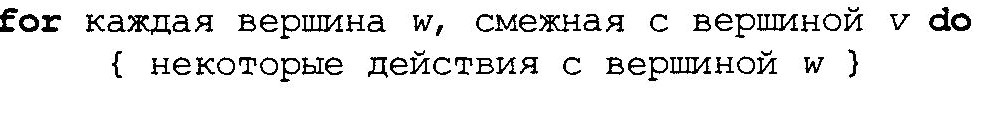 for каждая вершина w, смежная с вершиной v do
{ некоторые действия с вершиной w }